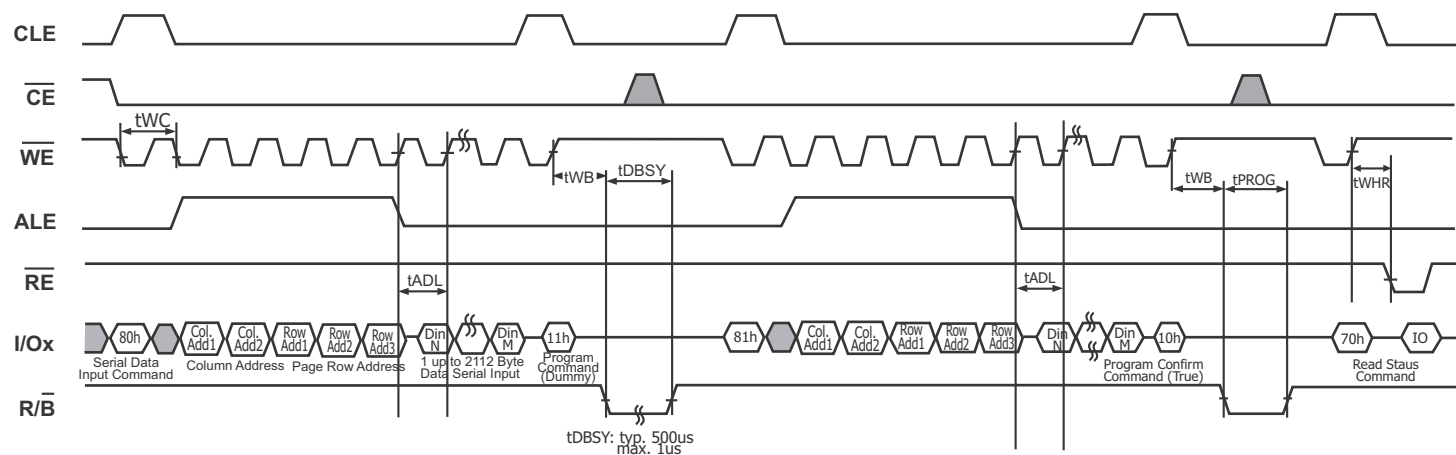 CLE
CE
tWC
WE
tWB
tDBSY
tWB
tPROG
tWHR
ALE
RE
tADL
tADL
I/Ox
80h
Col. Add1
Col. Add2
Row Add1
Row Add2
Row Add3
Din N
Din M
11h
81h
Col. Add1
Col. Add2
Row Add1
Row Add2
Row Add3
Din N
Din M
10h
70h
IO
Serial Data
Input Command
Column Address
Page Row Address
1 up to 2112 Byte
Data Serial Input
Program
Command
(Dummy)
Program Confirm
Command (True)
Read Staus
Command
R/B
tDBSY: typ. 500us
max. 1us